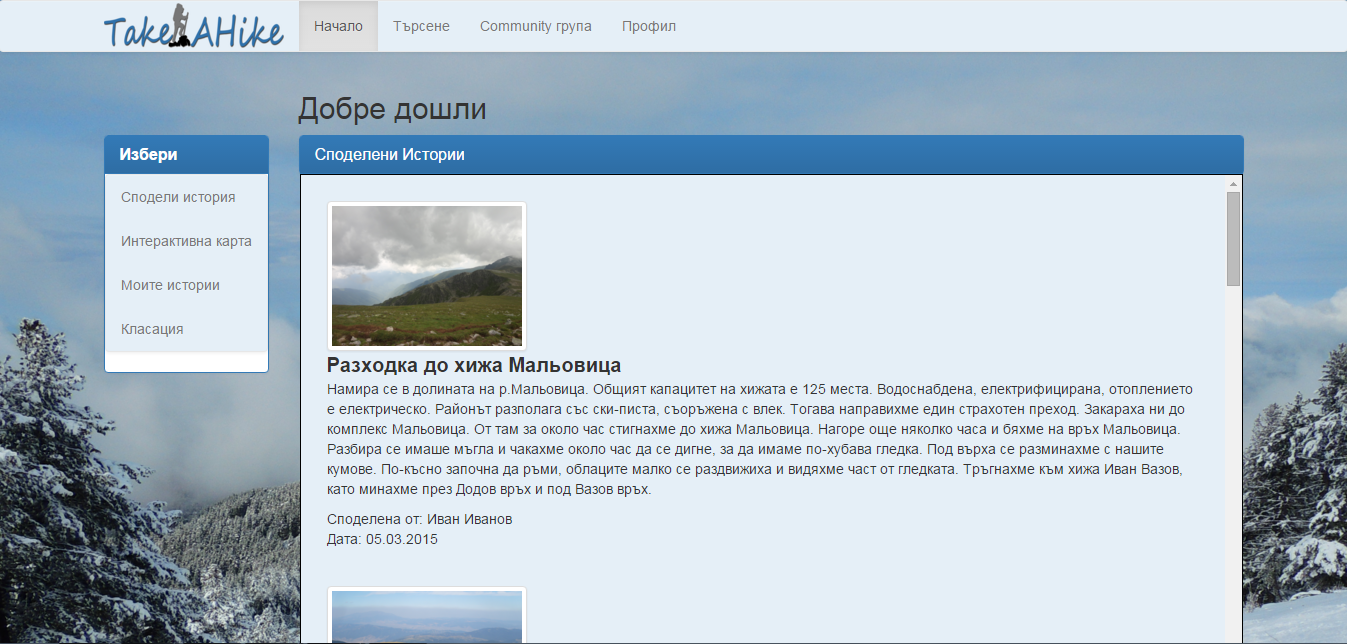 Take AHike
Начало
Търсене
Community група
Профил
Добре дошли
Избери
Сподели история
Интерактивна карта
Моите истории
Класация
Споделени Истории
Разходка до хижа Мальовица
Намира се в долината на р.Мальовица. Общият капацитет на хижата е 125 места. Водоснабдена, електрифицирана, отоплението
е електрическо. Районът разполага със ски-писта, съоръжена с влек. Тогава направихме един страхотен преход. Закараха ни до
комплекс Мальовица. От там за около час стигнахме до хижа Мальовица. Нагоре още няколко часа и бяхме на връх Мальовица.
Разбира се имаше мъгла и чакахме около час да се дигне, за да имаме по-хубава гледка. Под върха се разминахме с нашите
кумове. По-късно започна да ръми, облаците малко се раздвижиха и видяхме част от гледката. Тръгнахме към хижа Иван Вазов,
като минахме през Додов връх и под Вазов връх.
Споделена от: Иван Иванов
Дата: 05.03.2015